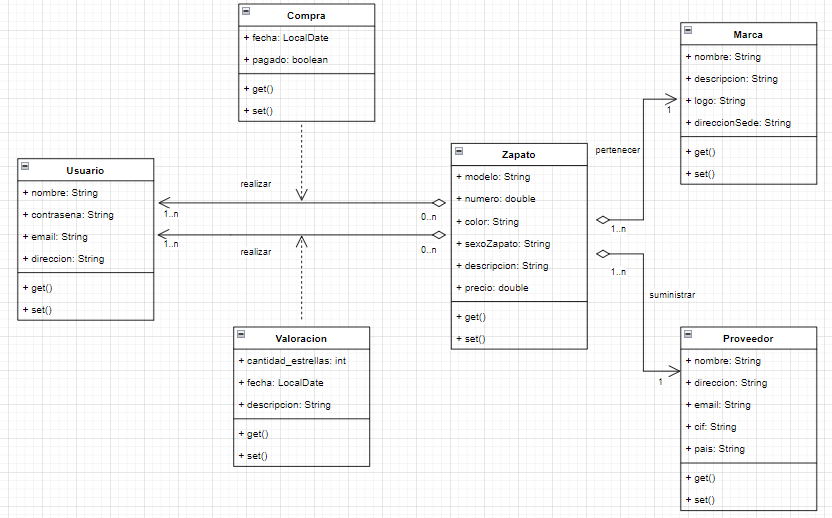 Compra
+ fecha: LocalDate
+ pagado: boolean
+ get()
+ set()
Marca
+ nombre: String
+ descripcion: String
+ logo: String
+ direccionSede: String
+ get()
+ set()
Usuario
+ nombre: String
+ contrasena: String
+ email: String
+ direccion: String
+ get()
+ set()
realizar
1..n
0..n
1..n
0..n
realizar
Zapato
+ modelo: String
+ numero: double
+ color: String
+ sexoZapato: String
+ descripcion: String
+ precio: double
+ get()
+ set()
pertenecer
1
1..n
1..n
suministrar
1
Valoracion
+ cantidad_estrellas: int
+ fecha: LocalDate
+ descripcion: String
+ get()
+ set()
Proveedor
+ nombre: String
+ direccion: String
+ email: String
+ cif: String
+ pais: String
+ get()
+ set()